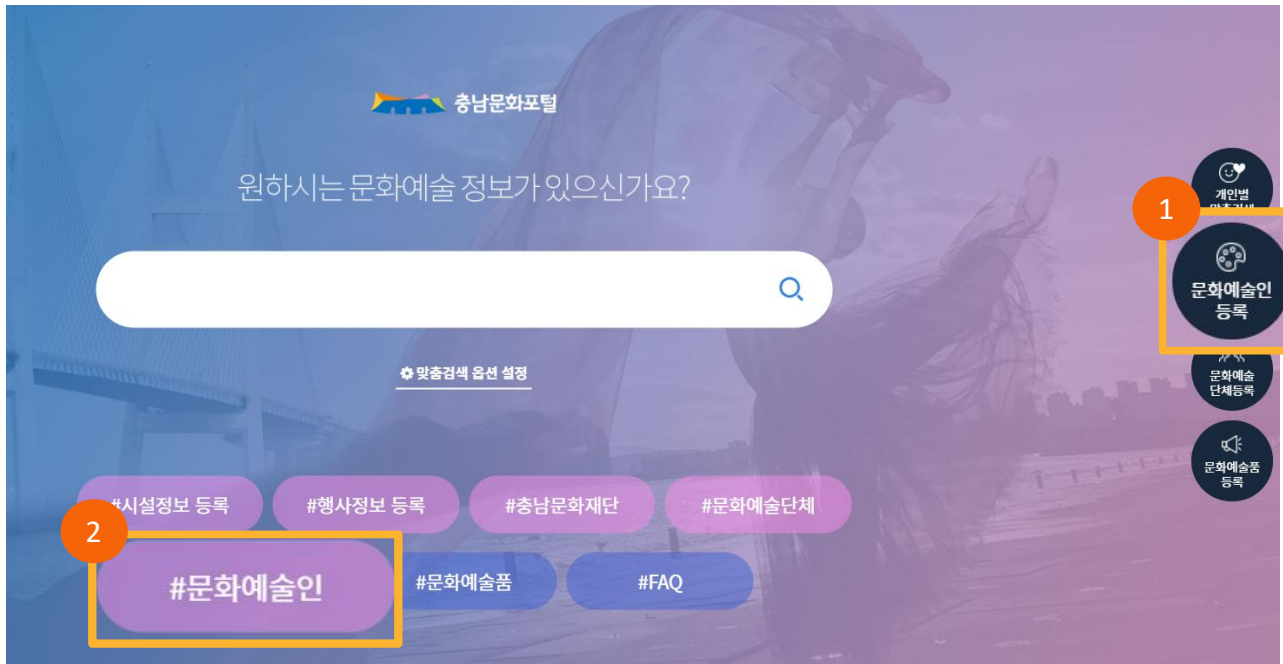 충남문화포털
원하시는 문화예술 정보가 있으신가요?
맞춤검색 옵션 설정
#시설정보 등록
#행사정보 등록
#충남문화재단
#문화예술단체
2
#문화예술인
#문화예술품
#FAQ
개인별
맞춤검색
1
문화예술인
등록
문화예술
단체등록
문화예술품
등록